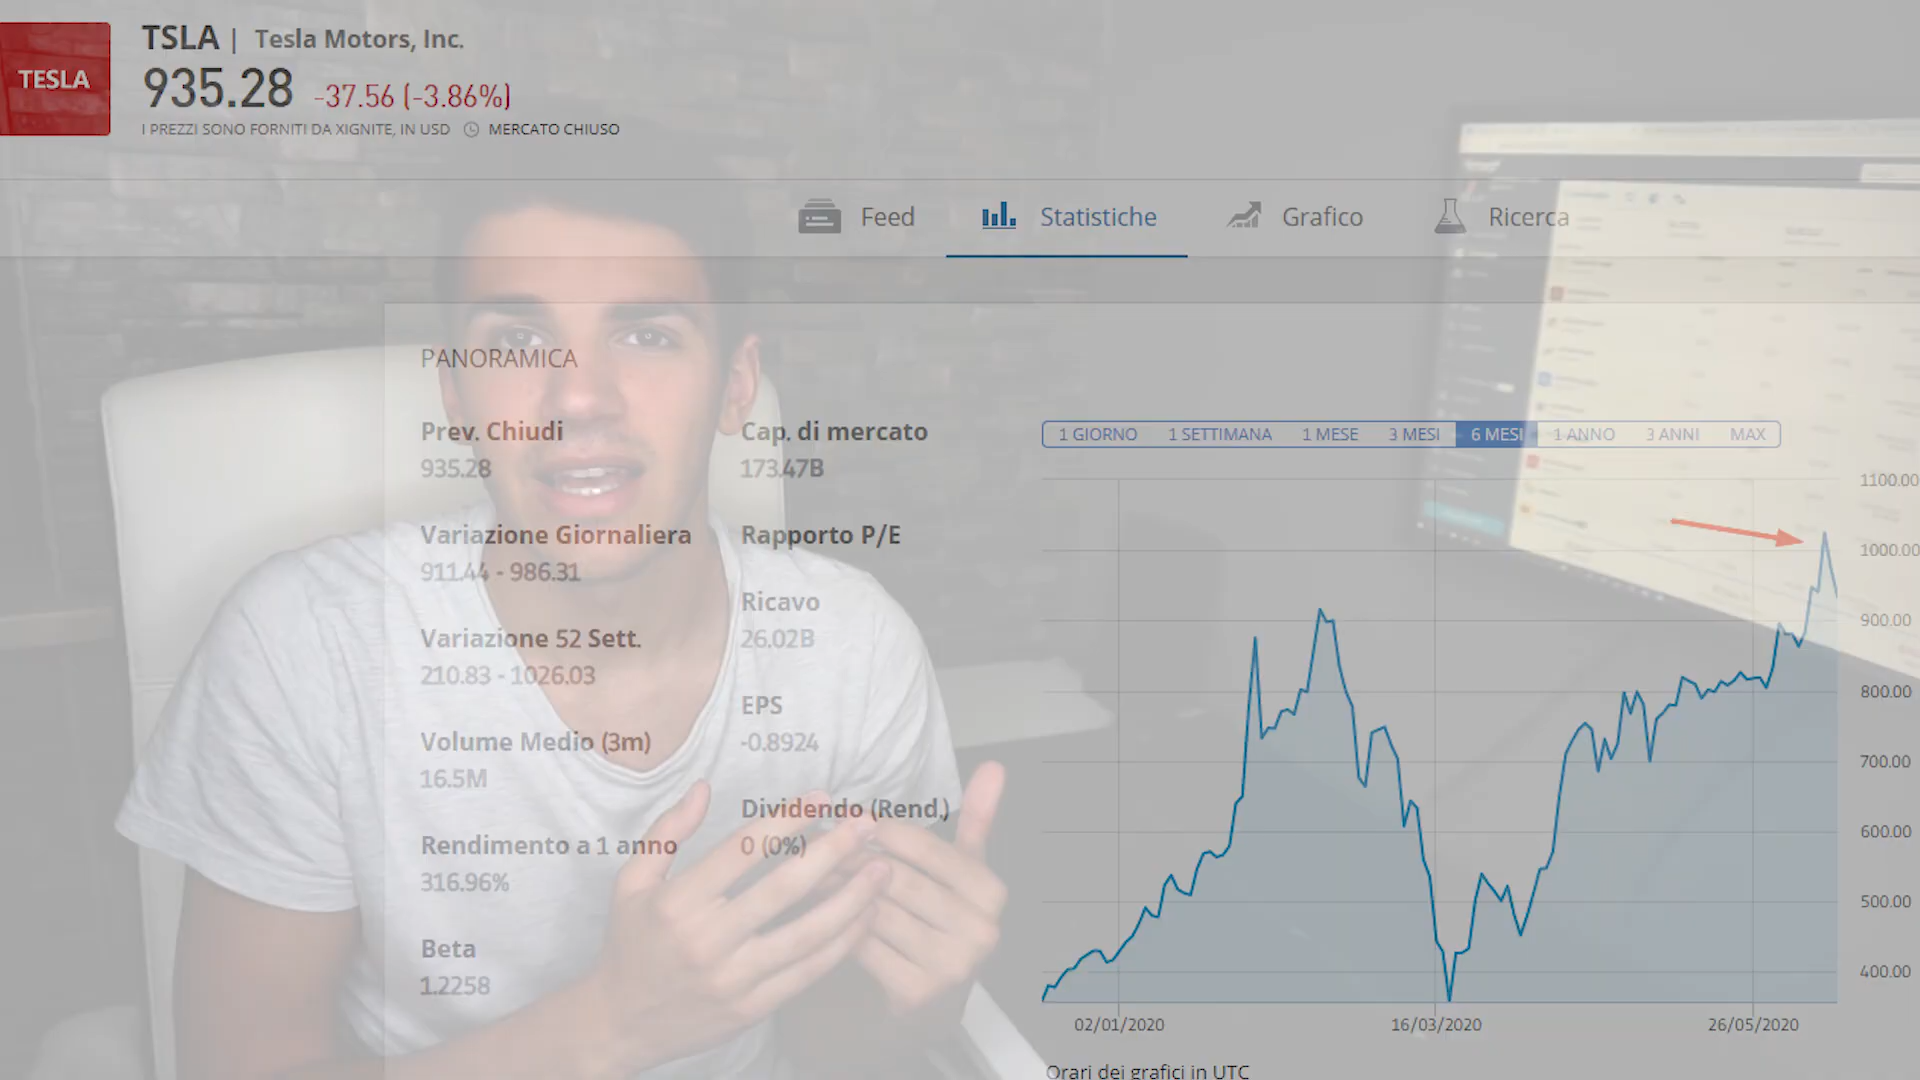 TESLA
TSLA | Tesla Motors, Inc.
935.28 -37.56 (-3.86%)
I PREZZI SONO FORNITI DA XIGNITE, IN USD MERCATO CHIUSO
Feed Statistiche Grafico Ricerca
PANORAMICA
Prev. Chiudi
935.28
Variazione Giornaliera
911.44 - 986.31
Variazione 52 Sett.
210.83 - 1026.03
Volume Medio (3m)
16.5M
Rendimento a 1 anno
316.96%
Beta
1.2258
Cap. di mercato
173.47B
Rapporto P/E
Ricavo
26.02B
EPS
-0.8924
Dividendo (Rend.)
0 (0%)
1 GIORNO 1 SETTIMANA 1 MESE 3 MESI 6 MESI 1 ANNO 3 ANNI MAX
1100.00
1000.00
900.00
800.00
700.00
600.00
500.00
400.00
02/01/2020 16/03/2020 26/05/2020
Orari dei grafici in UTC